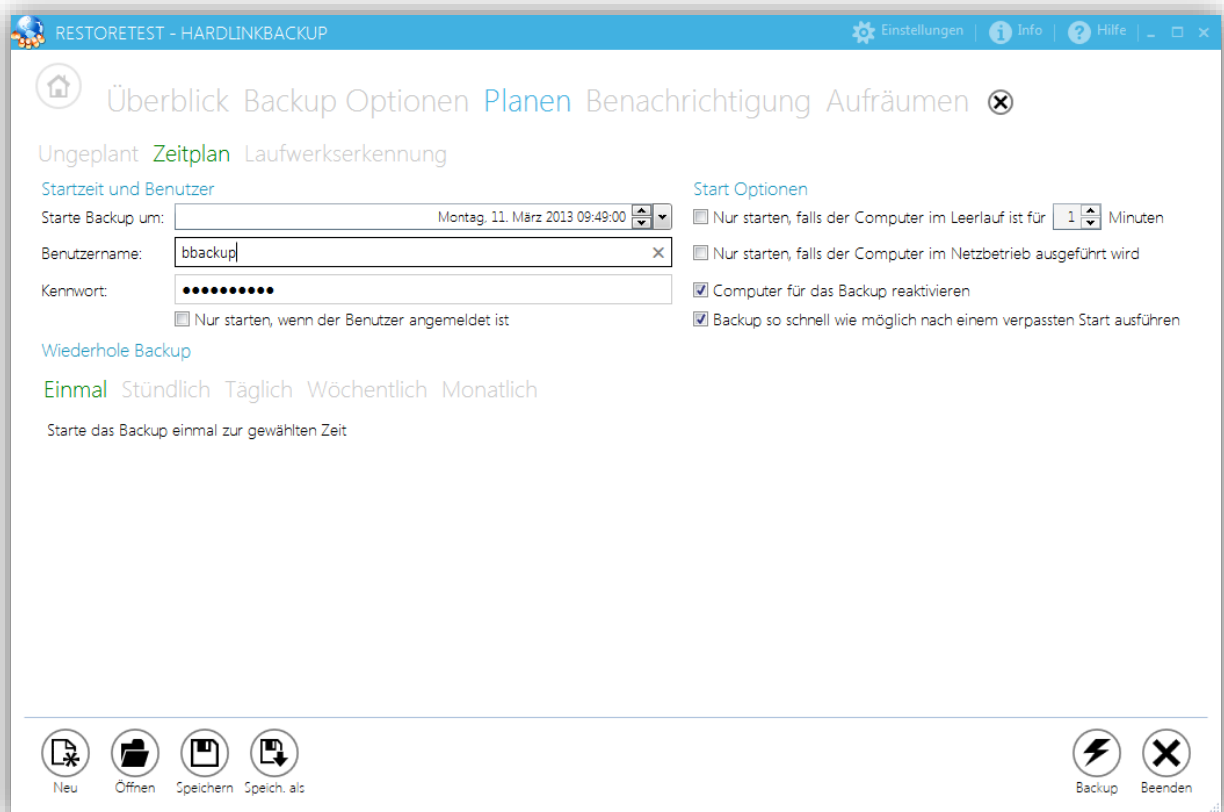 RESTORETEST - HARDLINKBACKUP
Einstellungen | Info | Hilfe
Überblick Backup Optionen Planen Benachrichtigung Aufräumen
Ungeplant Zeitplan Laufwerkserkennung
Startzeit und Benutzer
Starte Backup um: Montag, 11. März 2013 09:49:00
Benutzername: bbackup
Kennwort: ●●●●●●●●●●
Nur starten, wenn der Benutzer angemeldet ist
Start Optionen
Nur starten, falls der Computer im Leerlauf ist für 1 Minuten
Nur starten, falls der Computer im Netzbetrieb ausgeführt wird
Computer für das Backup reaktivieren
Backup so schnell wie möglich nach einem verpassten Start ausführen
Wiederhole Backup
Einmal Stündlich Täglich Wöchentlich Monatlich
Starte das Backup einmal zur gewählten Zeit
Neu Öffnen Speichern Speich. als Backup Beenden